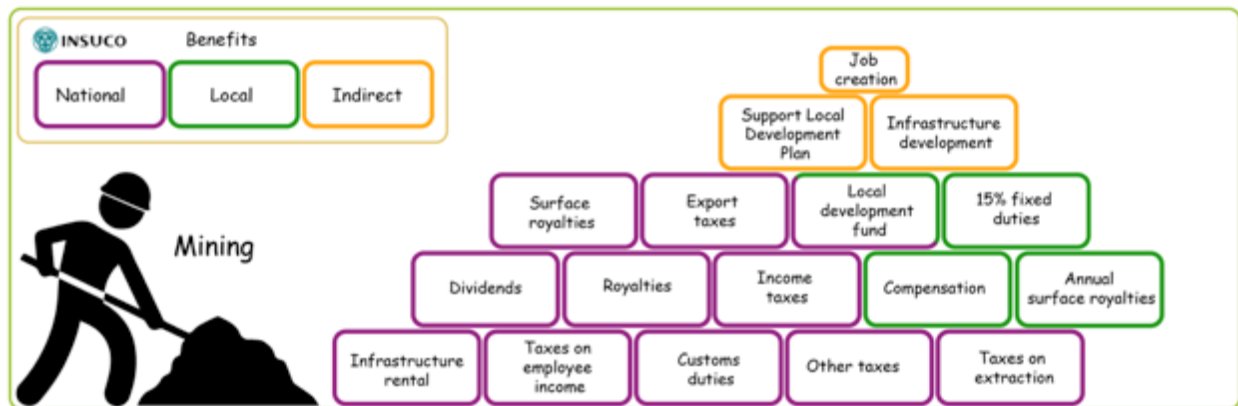 INSUCO Benefits
National Local Indirect
Mining
Job
creation
Support Local
Development
Plan
Infrastructure
development
Surface
royalties
Export
taxes
Local
development
fund
15% fixed
duties
Dividends
Royalties
Income
taxes
Compensation
Annual
surface royalties
Infrastructure
rental
Taxes on
employee
income
Customs
duties
Other taxes
Taxes on
extraction